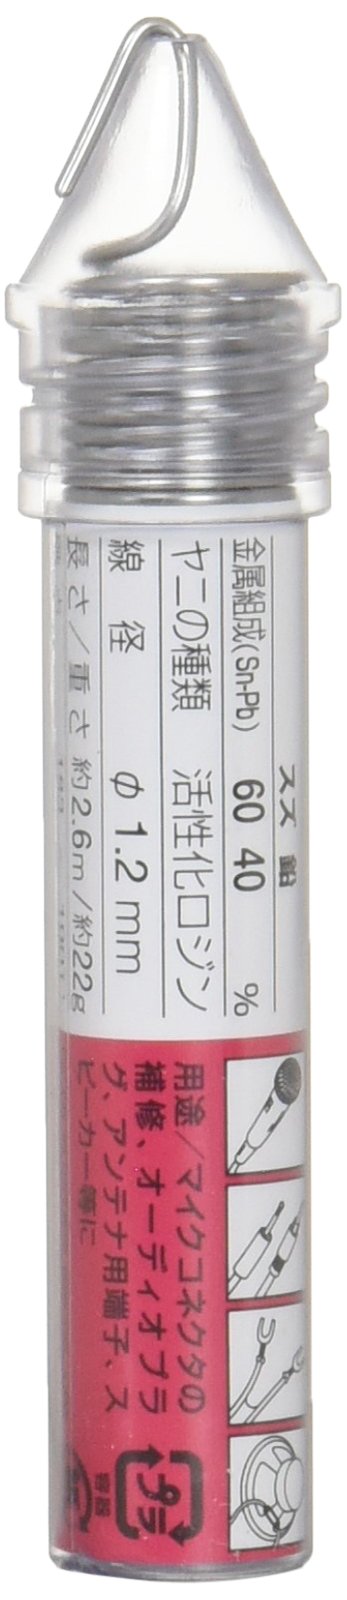 スズ 鉛
金属組成(Sn-Pb) 60 40 %
ヤニの種類 活性化ロジン
線 径 φ 1.2 mm
長さ/重さ 約2.6m/約22g
用途/マイクコネクタの
補修、オーディオプラ
グ、アンテナ用端子、ス
ピーカー等に
プラ
容器